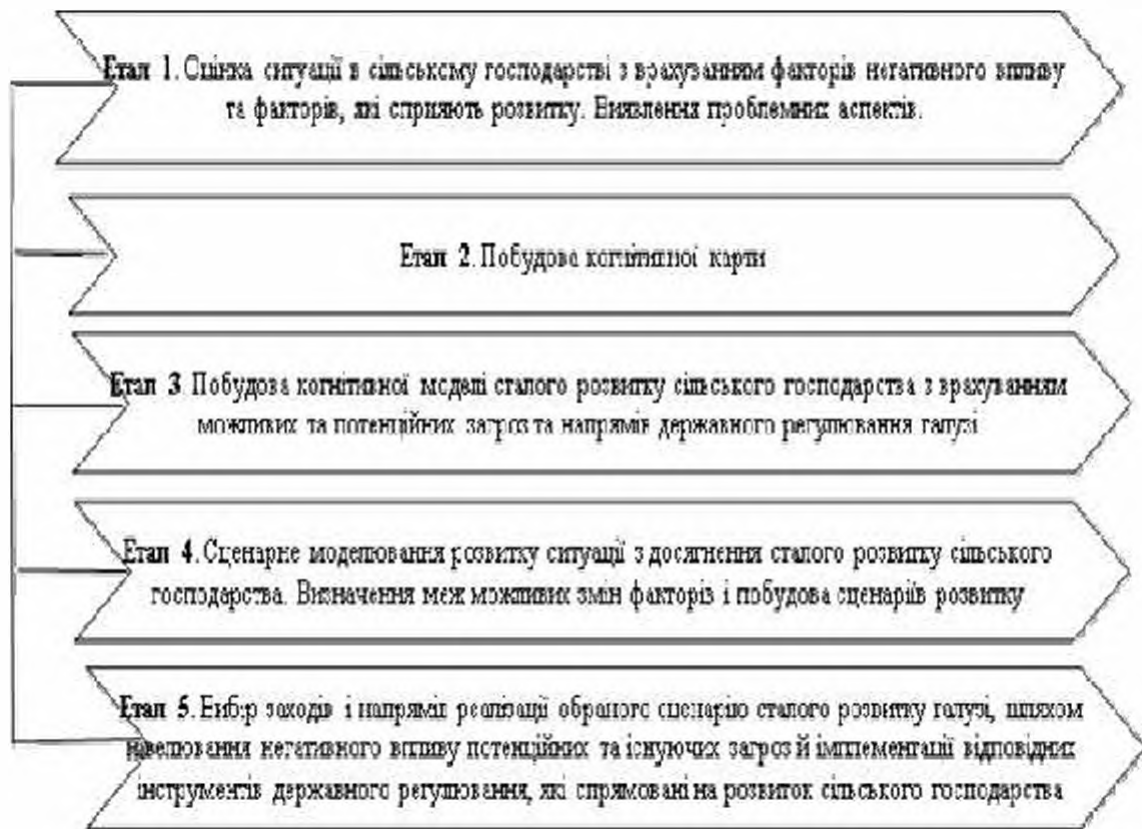 Етап 1. Оцінка ситуації в сільському господарстві з врахуванням факторів негативного впливу
та факторів, які сприяють розвитку. Виявлення проблемних аспектів.
Етап 2. Побудова когнітивної карти
Етап 3. Побудова когнітивної моделі сталого розвитку сільського господарства з врахуванням
можливих та потенційних загроз та напрямів державного регулювання галузі
Етап 4. Сценарне моделювання розвитку ситуації з досягнення сталого розвитку сільського
господарства. Визначення меж можливих змін факторів і побудова сценаріїв розвитку
Етап 5. Вибір заходів і напрямів реалізації обраного сценарію сталого розвитку галузі, шляхом
нівелювання негативного впливу потенційних та існуючих загроз й імплементації відповідних
інструментів державного регулювання, які спрямовані на розвиток сільського господарства